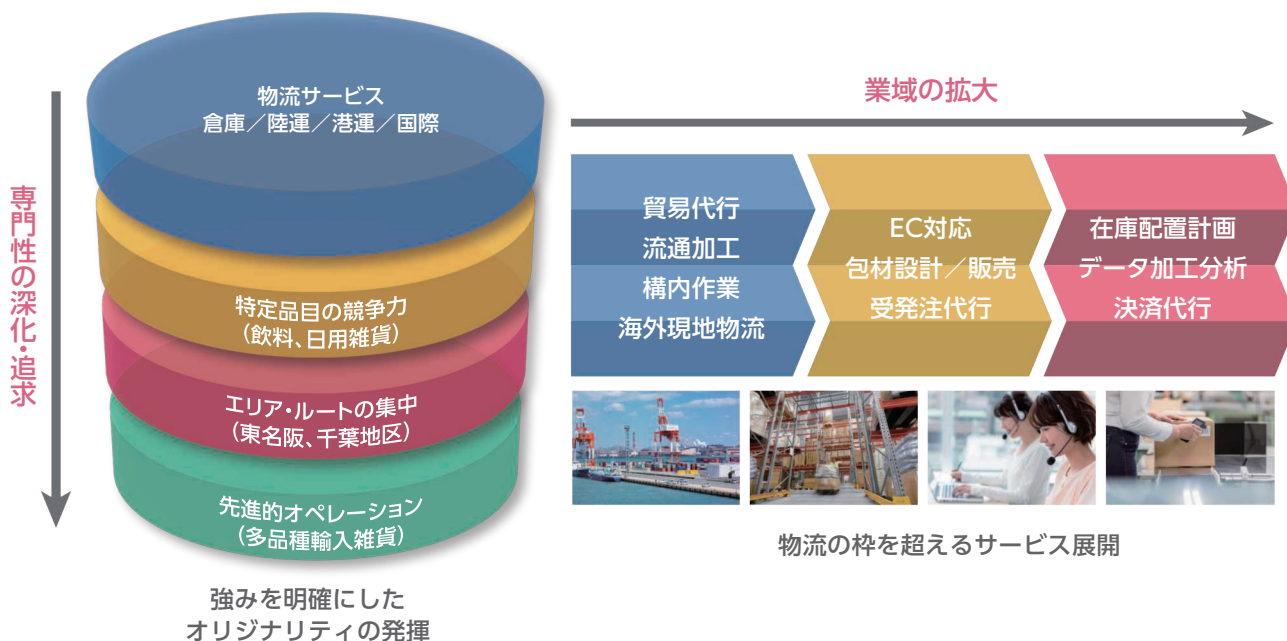 専門性の深化・追求
物流サービス
倉庫／陸運／港運／国際
特定品目の競争力
（飲料、日用雑貨）
エリア・ルートの集中
（東名阪、千葉地区）
先進的オペレーション
（多品種輸入雑貨）
強みを明確にした
オリジナリティの発揮
業域の拡大
貿易代行
流通加工
構内作業
海外現地物流
EC対応
包材設計／販売
受発注代行
在庫配置計画
データ加工分析
決済代行
物流の枠を超えるサービス展開